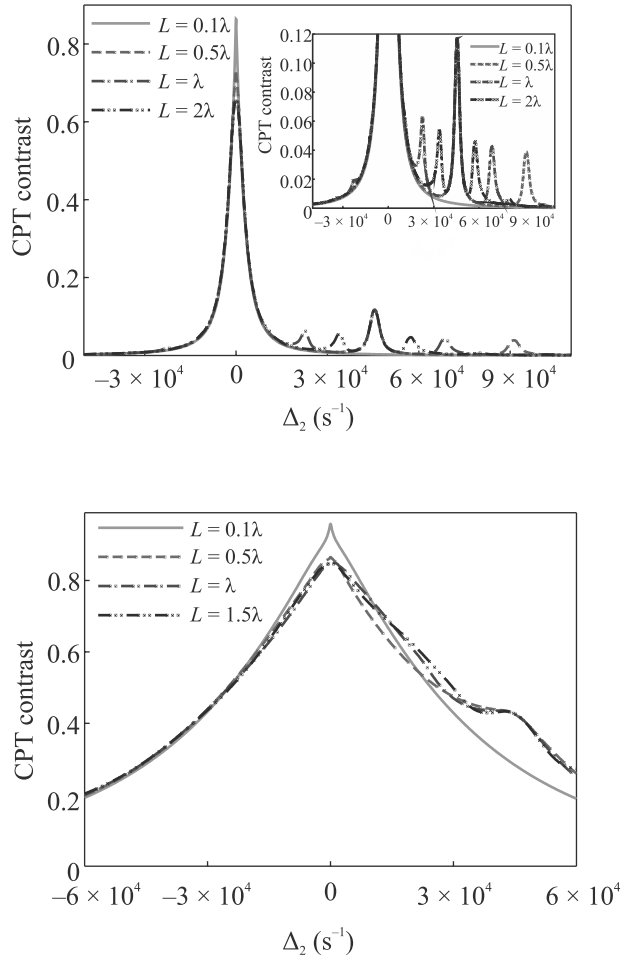 L = 0.1λ
L = 0.5λ
L = λ
L = 2λ
0.8
0.6
0.4
0.2
0
CPT contrast
0.12
0.10
0.08
0.06
0.04
0.02
CPT contrast
L = 0.1λ
L = 0.5λ
L = λ
L = 2λ
−3 × 10⁴ 0 3 × 10⁴ 6 × 10⁴ 9 × 10⁴
−3 × 10⁴ 0 3 × 10⁴ 6 × 10⁴ 9 × 10⁴
Δ₂ (s⁻¹)
L = 0.1λ
L = 0.5λ
L = λ
L = 1.5λ
0.8
0.6
0.4
0.2
0
CPT contrast
−6 × 10⁴ −3 × 10⁴ 0 3 × 10⁴ 6 × 10⁴
Δ₂ (s⁻¹)